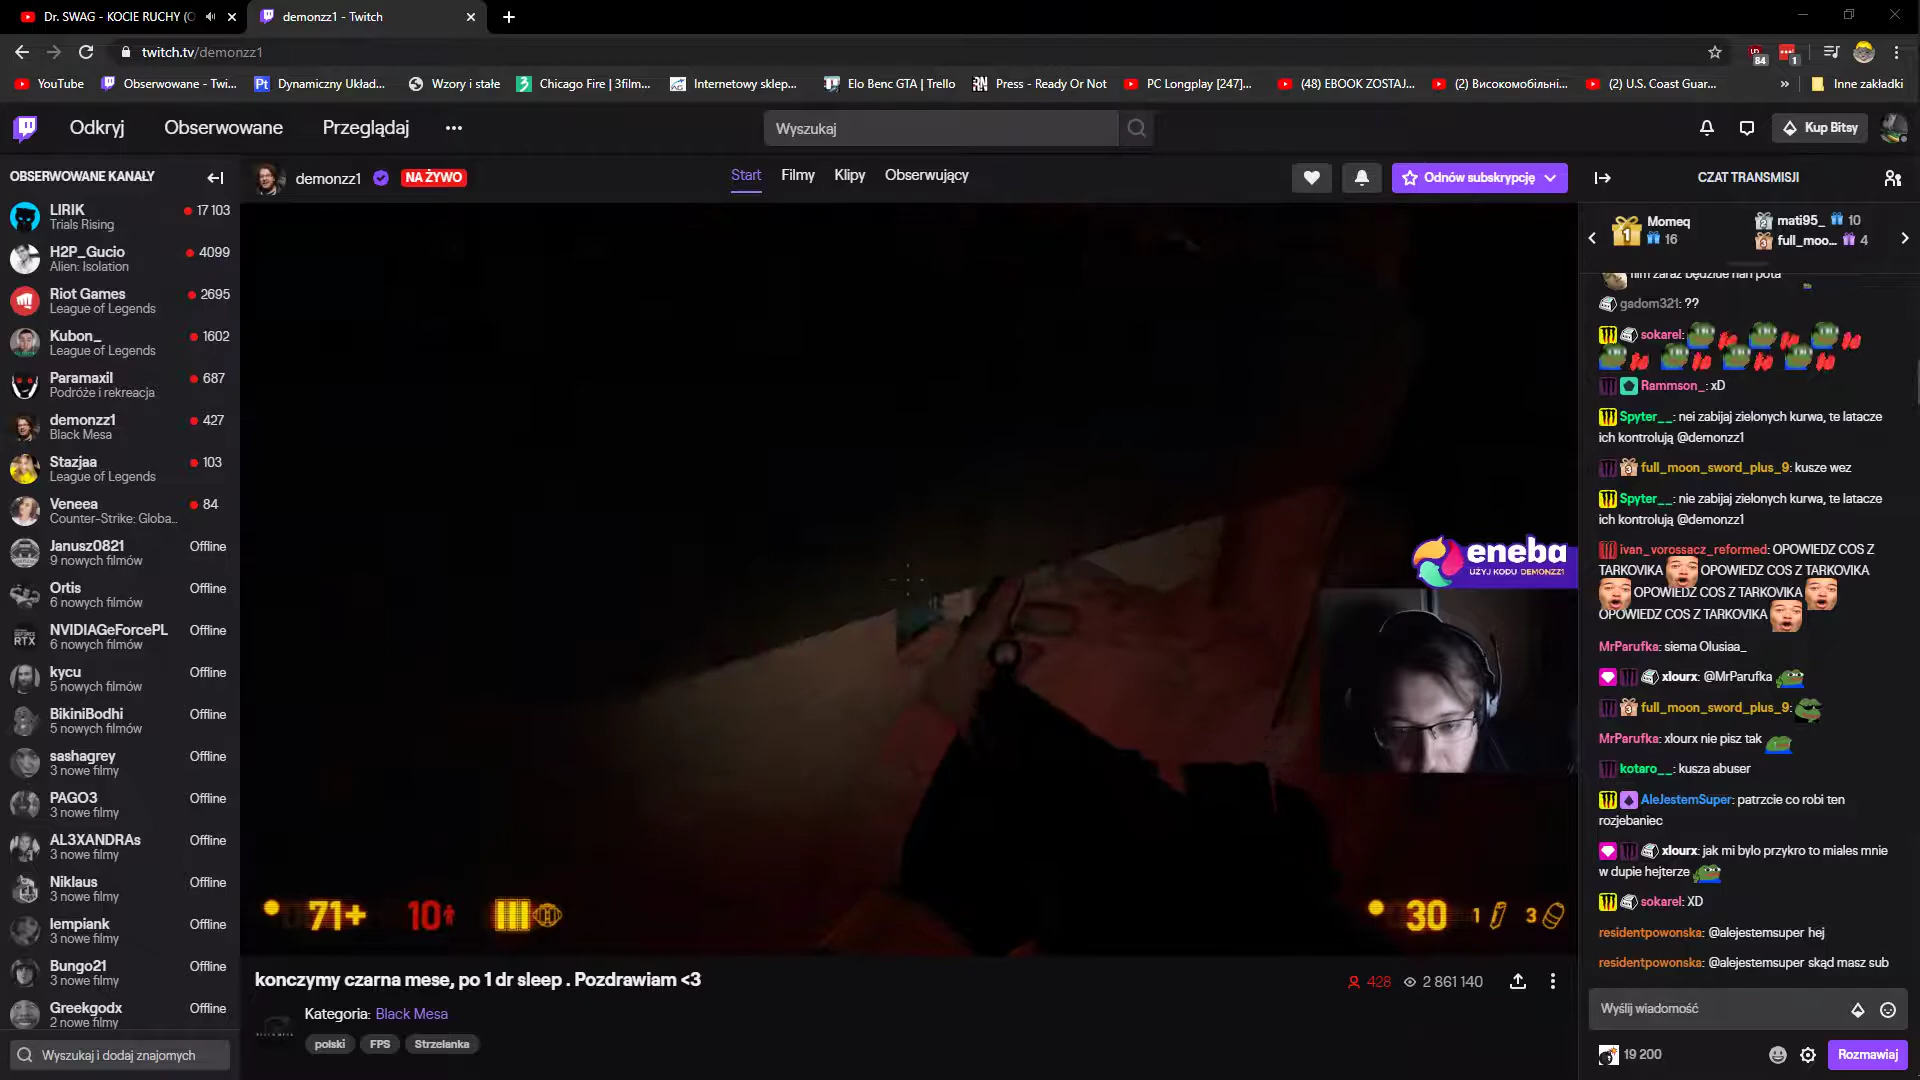 Dr. SWAG - KOCIE RUCHY (O
demonzz1 - Twitch
twitch.tv/demonzz1
84
1
YouTube
Obserwowane - Twi...
Dynamiczny Układ...
Wzory i stałe
Chicago Fire | 3film...
Internetowy sklep...
Elo Benc GTA | Trello
Press - Ready Or Not
PC Longplay [247]...
(48) EBOOK ZOSTAJ...
(2) Високомобільні...
(2) U.S. Coast Guar...
Inne zakładki
Odkryj
Obserwowane
Przeglądaj
Wyszukaj
Kup Bitsy
OBSERWOWANE KANAŁY
LIRIK
17 103
Trials Rising
H2P_Gucio
4099
Alien: Isolation
Riot Games
2695
League of Legends
Kubon_
1602
League of Legends
Paramaxil
687
Podróże i rekreacja
demonzz1
427
Black Mesa
Stazjaa
103
League of Legends
Veneea
84
Counter-Strike: Globa...
Janusz0821
Offline
9 nowych filmów
Ortis
Offline
6 nowych filmów
NVIDIAGeForcePL
Offline
6 nowych filmów
kycu
Offline
5 nowych filmów
BikiniBodhi
Offline
5 nowych filmów
sashagrey
Offline
3 nowe filmy
PAGO3
Offline
3 nowe filmy
AL3XANDRAs
Offline
3 nowe filmy
Niklaus
Offline
3 nowe filmy
lempiank
Offline
3 nowe filmy
Bungo21
Offline
3 nowe filmy
Greekgodx
Offline
2 nowe filmy
Wyszukaj i dodaj znajomych
demonzz1
NA ŻYWO
Start
Filmy
Klipy
Obserwujący
Odnów subskrypcję
eneba
UŻYJ KODU DEMONZZ1
71+
10
30
1
3
konczymy czarna mese, po 1 dr sleep . Pozdrawiam <3
428
2 861 140
Kategoria: Black Mesa
polski
FPS
Strzelanka
CZAT TRANSMISJI
1
Momeq
16
2
mati95_
10
3
full_moo...
4
nim zaraz będzide nan pota
gadom321: ??
sokarel:
Rammson_: xD
Spyter__: nei zabijaj zielonych kurwa, te latacze
ich kontrolują @demonzz1
full_moon_sword_plus_9: kusze wez
Spyter__: nie zabijaj zielonych kurwa, te latacze
ich kontrolują @demonzz1
ivan_vorossacz_reformed: OPOWIEDZ COS Z
TARKOVIKA OPOWIEDZ COS Z TARKOVIKA
OPOWIEDZ COS Z TARKOVIKA
OPOWIEDZ COS Z TARKOVIKA
MrParufka: siema Olusiaa_
xlourx: @MrParufka
full_moon_sword_plus_9:
MrParufka: xlourx nie pisz tak
kotaro__: kusza abuser
AleJestemSuper: patrzcie co robi ten
rozjebaniec
xlourx: jak mi bylo przykro to miales mnie
w dupie hejterze
sokarel: XD
residentpowonska: @alejestemsuper hej
residentpowonska: @alejestemsuper skąd masz sub
Wyślij wiadomość
19 200
Rozmawiaj